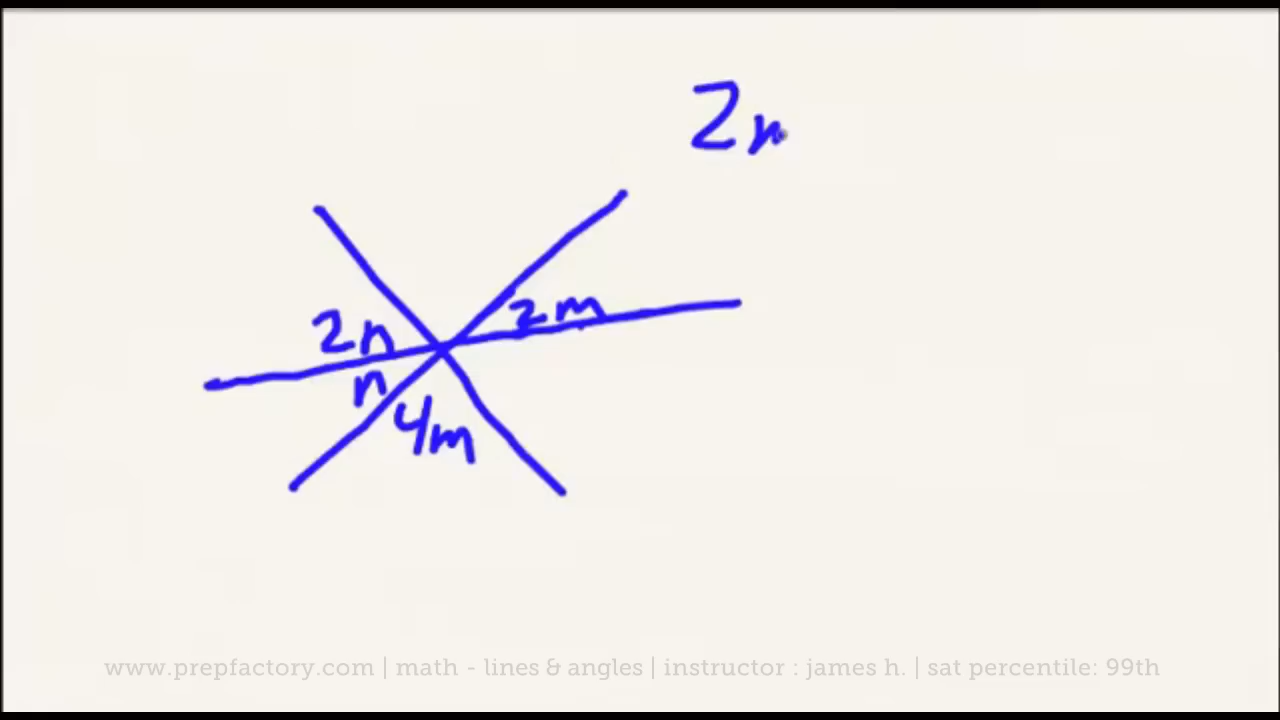 2n
2m
2n
n
4m
www.prepfactory.com | math - lines & angles | instructor : james h. | sat percentile: 99th